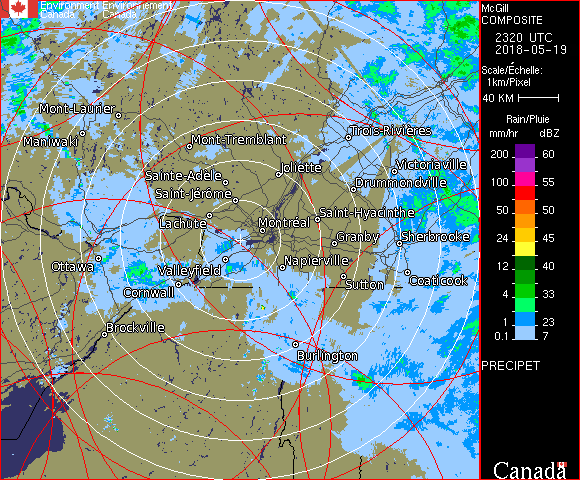 Environment Environnement
Canada Canada
McGill
COMPOSITE
2320 UTC
2018-05-19
Scale/Échelle:
1km/Pixel
40 KM
Rain/Pluie
mm/hr dBZ
200 60
57
100 55
50 50
24 45
12 40
4 33
1 23
0.1 7
PRECIPET
Canada
Mont-Laurier
Maniwaki
Mont-Tremblant
Trois-Rivières
Sainte-Adèle
Joliette
Victoriaville
Saint-Jérôme
Drummondville
Lachute
Montréal
Saint-Hyacinthe
Granby
Sherbrooke
Ottawa
Valleyfield
Napierville
Cornwall
Sutton
Coaticook
Brockville
Burlington